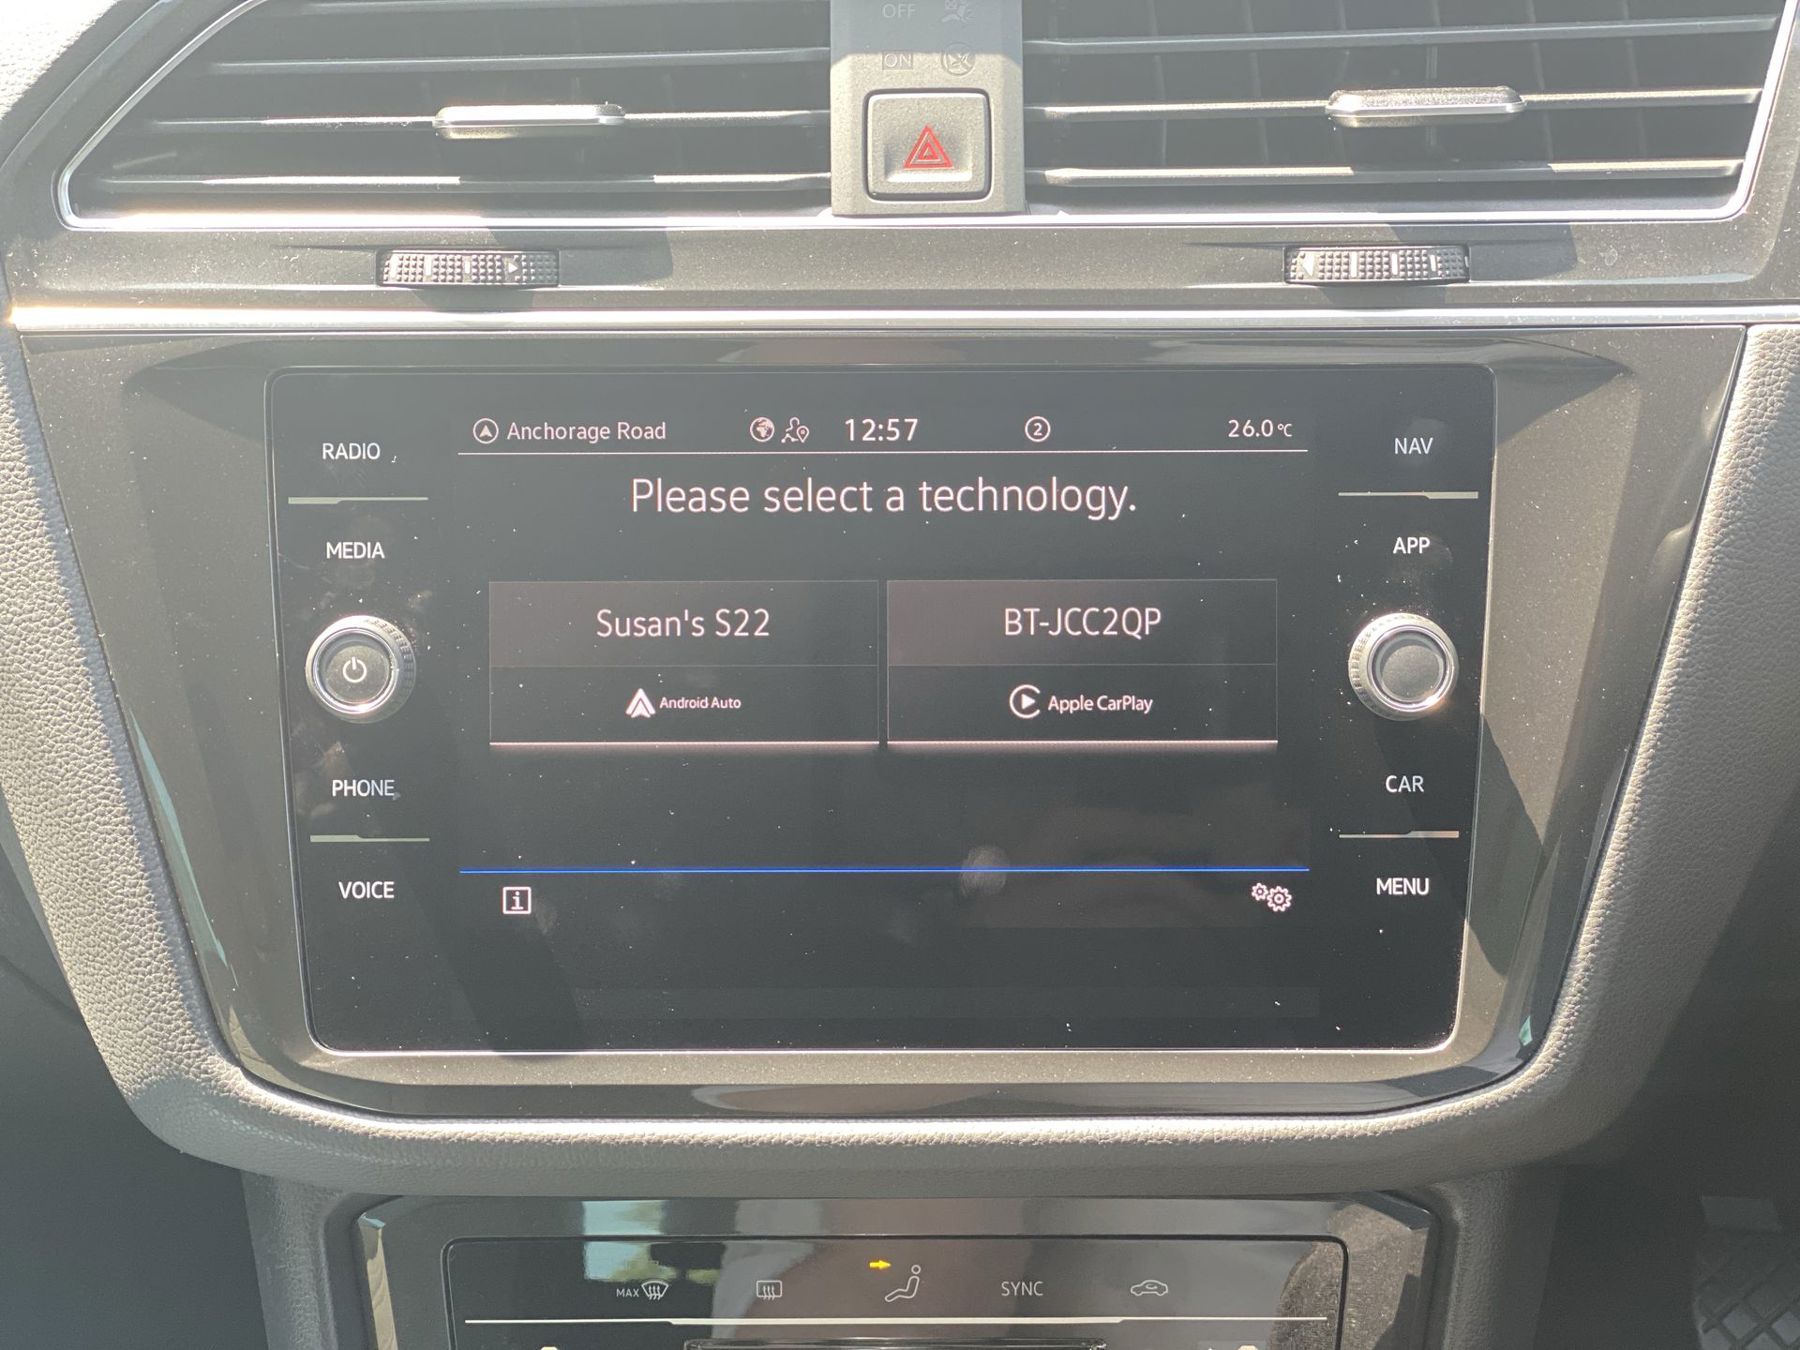 OFF
ON
RADIO
MEDIA
PHONE
VOICE
Anchorage Road 12:57 2 26.0°C
Please select a technology.
Susan's S22
Android Auto
BT-JCC2QP
Apple CarPlay
i
NAV
APP
CAR
MENU
MAX
SYNC